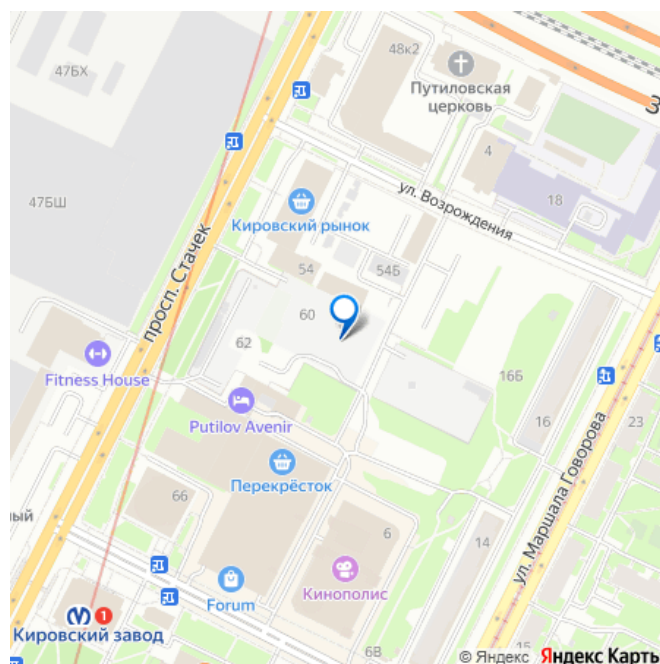 48к2
47БХ
Путиловская
церковь
З
4
18
ул. Возрождения
47БШ
Кировский рынок
просп. Стачек
54
54Б
60
62
Fitness House
16Б
Putilov Avenir
16
23
ул. Маршала Говорова
Перекрёсток
66
ный
6
14
Кинополис
Forum
М 1
Кировский завод
6В
15
© Яндекс Яндекс Карть